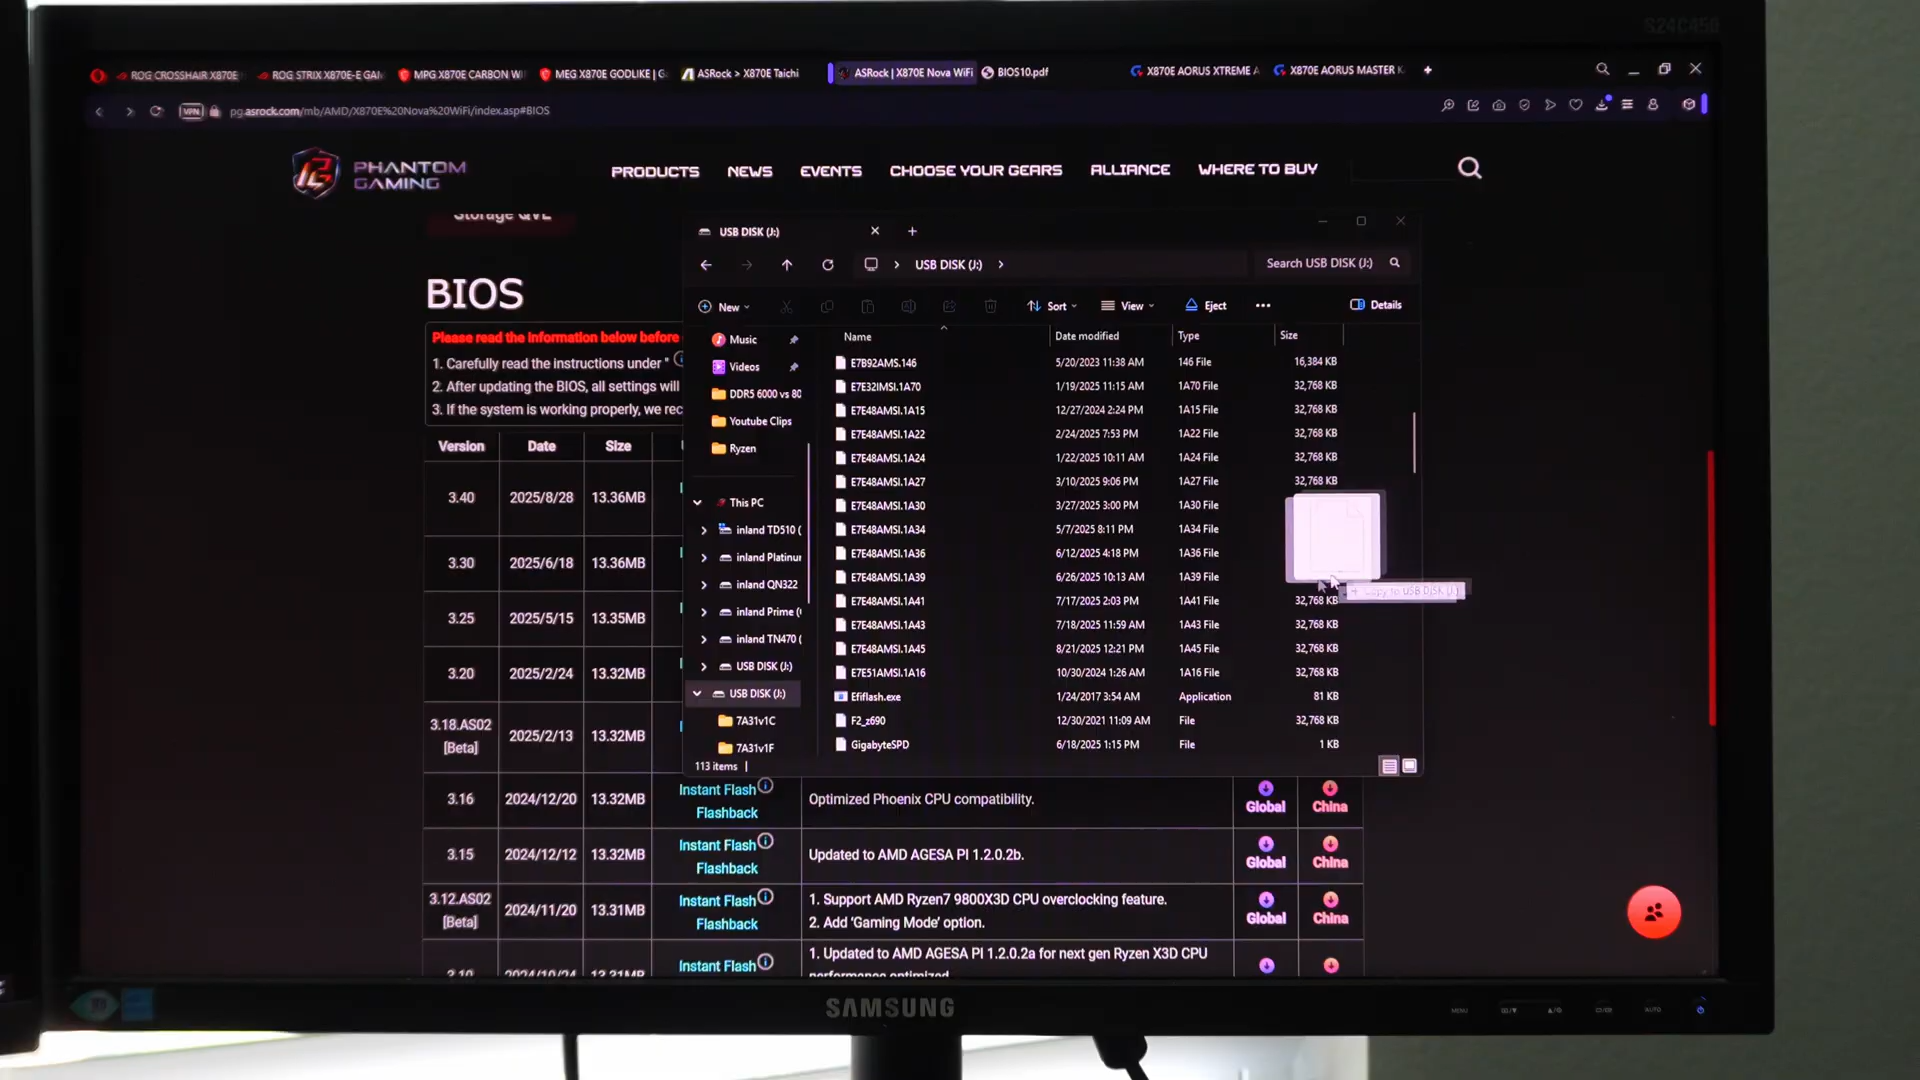 S24C450
ROG CROSSHAIR X870E
ROG STRIX X870E-E GAI
MPG X870E CARBON WI
MEG X870E GODLIKE | G
ASRock > X870E Taichi
ASRock | X870E Nova WiFi
BIOS10.pdf
X870E AORUS XTREME A
X870E AORUS MASTER
VPN
pg.asrock.com/mb/AMD/X870E%20Nova%20WiFi/index.asp#BIOS
PHANTOM
GAMING
PRODUCTS
NEWS
EVENTS
CHOOSE YOUR GEARS
ALLIANCE
WHERE TO BUY
Storage QVL
USB DISK (J:)
USB DISK (J:)
Search USB DISK (J:)
New
Sort
View
Eject
Details
BIOS
Please read the information below before
1. Carefully read the instructions under "
2. After updating the BIOS, all settings will
3. If the system is working properly, we rec
Version Date Size
3.40 2025/8/28 13.36MB
3.30 2025/6/18 13.36MB
3.25 2025/5/15 13.35MB
3.20 2025/2/24 13.32MB
3.18.AS02
[Beta] 2025/2/13 13.32MB
Music
Videos
DDR5 6000 vs 80
Youtube Clips
Ryzen
This PC
inland TD510 (
inland Platinu
inland QN322
inland Prime (
inland TN470 (
USB DISK (J:)
USB DISK (J:)
7A31v1C
7A31v1F
Name Date modified Type Size
E7B92AMS.146 5/20/2023 11:38 AM 146 File 16,384 KB
E7E32IMSI.1A70 1/19/2025 11:15 AM 1A70 File 32,768 KB
E7E48AMSI.1A15 12/27/2024 2:24 PM 1A15 File 32,768 KB
E7E48AMSI.1A22 2/24/2025 7:53 PM 1A22 File 32,768 KB
E7E48AMSI.1A24 1/22/2025 10:11 AM 1A24 File 32,768 KB
E7E48AMSI.1A27 3/10/2025 9:06 PM 1A27 File 32,768 KB
E7E48AMSI.1A30 3/27/2025 3:00 PM 1A30 File
E7E48AMSI.1A34 5/7/2025 8:11 PM 1A34 File
E7E48AMSI.1A36 6/12/2025 4:18 PM 1A36 File
E7E48AMSI.1A39 6/26/2025 10:13 AM 1A39 File
E7E48AMSI.1A41 7/17/2025 2:03 PM 1A41 File 32,768 KB
E7E48AMSI.1A43 7/18/2025 11:59 AM 1A43 File 32,768 KB
E7E48AMSI.1A45 8/21/2025 12:21 PM 1A45 File 32,768 KB
E7E51AMSI.1A16 10/30/2024 1:26 AM 1A16 File 32,768 KB
Efiflash.exe 1/24/2017 3:54 AM Application 81 KB
F2_z690 12/30/2021 11:09 AM File 32,768 KB
GigabyteSPD 6/18/2025 1:15 PM File 1 KB
+ Copy to USB DISK (J:)
113 items
3.16 2024/12/20 13.32MB Instant Flash Flashback Optimized Phoenix CPU compatibility. Global China
3.15 2024/12/12 13.32MB Instant Flash Flashback Updated to AMD AGESA PI 1.2.0.2b. Global China
3.12.AS02
[Beta] 2024/11/20 13.31MB Instant Flash Flashback 1. Support AMD Ryzen7 9800X3D CPU overclocking feature.
2. Add 'Gaming Mode' option. Global China
3.10 2024/10/24 13.31MB Instant Flash 1. Updated to AMD AGESA PI 1.2.0.2a for next gen Ryzen X3D CPU
performance optimized
SAMSUNG
MENU
AUTO